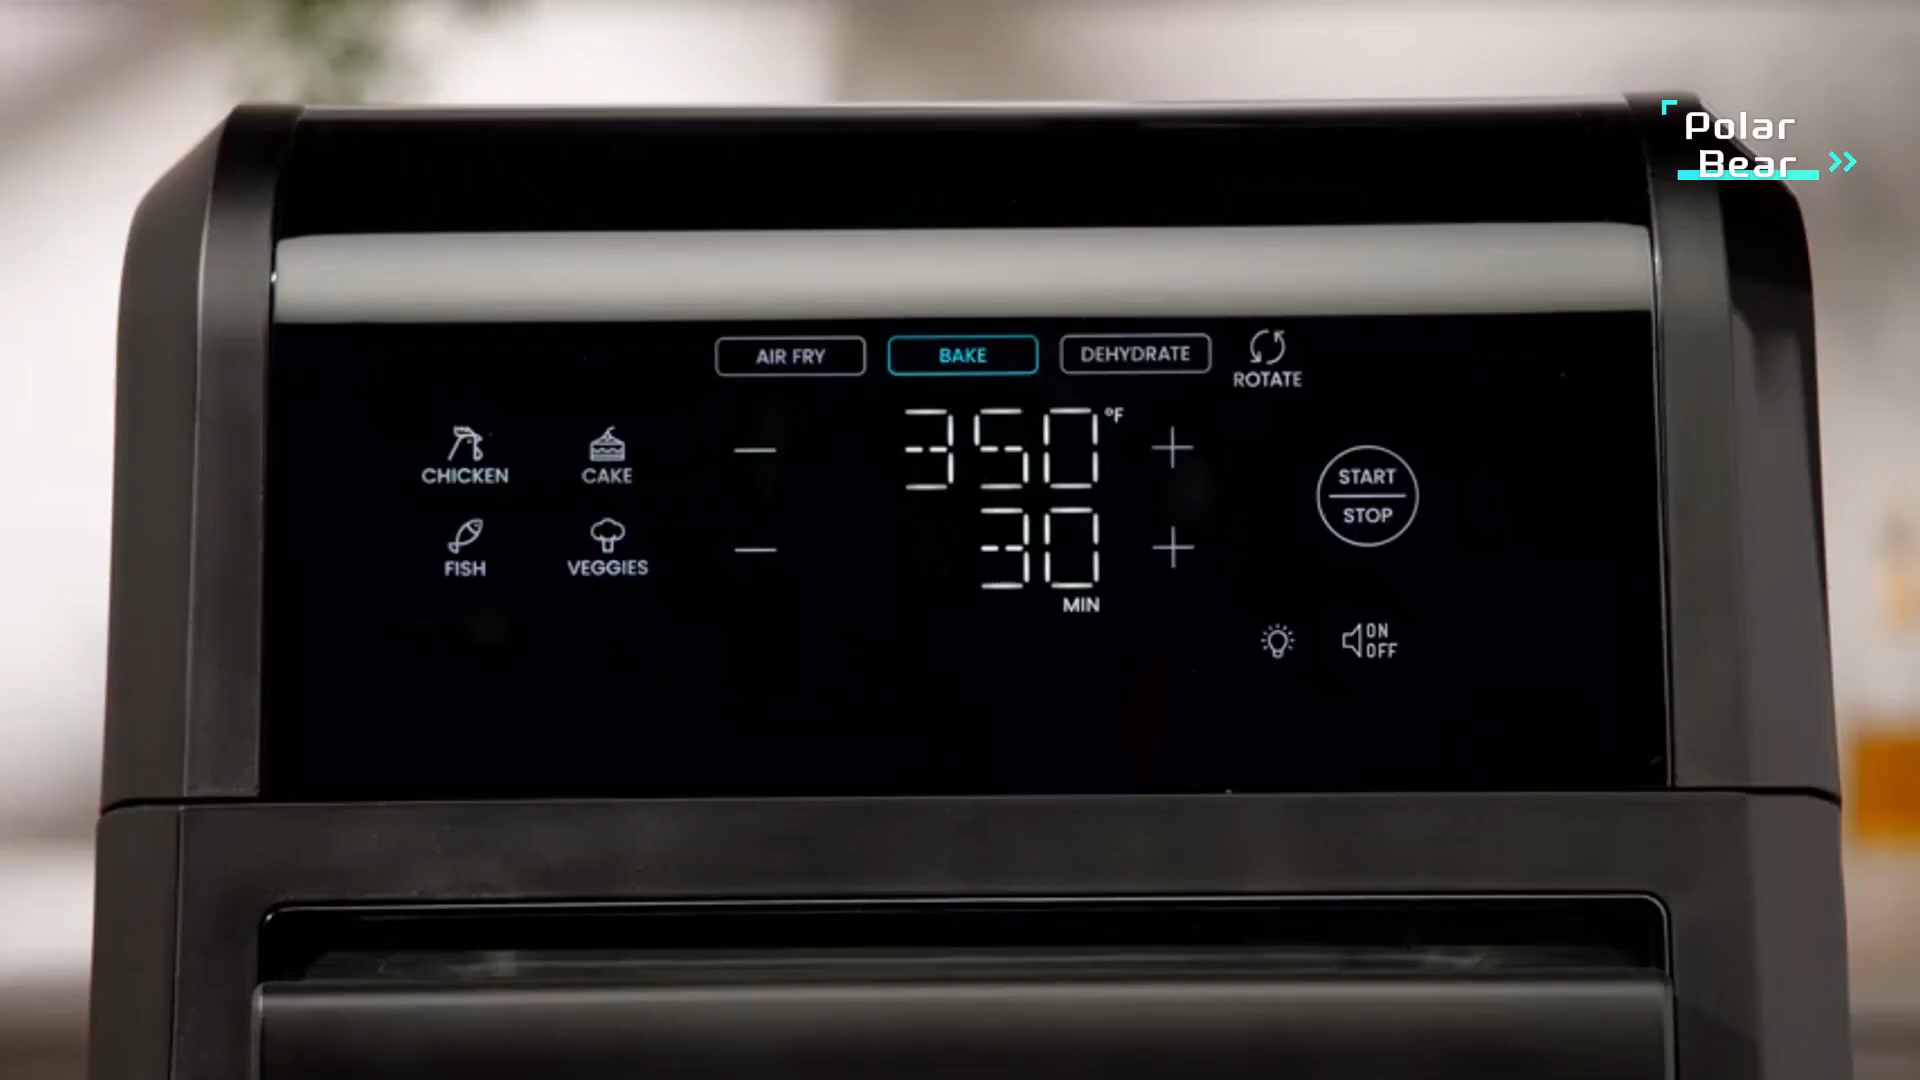 Polar
Bear
AIR FRY
BAKE
DEHYDRATE
ROTATE
350 °F
CHICKEN
CAKE
START
STOP
30
FISH
VEGGIES
MIN
ON
OFF